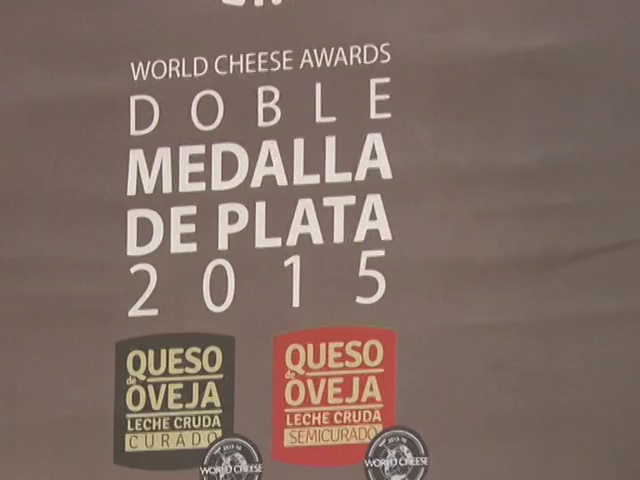 WORLD CHEESE AWARDS
DOBLE
MEDALLA
DE PLATA
2015
QUESO
de
OVEJA
LECHE CRUDA
CURADO
QUESO
de
OVEJA
LECHE CRUDA
SEMICURADO
WORLD CHEESE
WORLD CHEESE